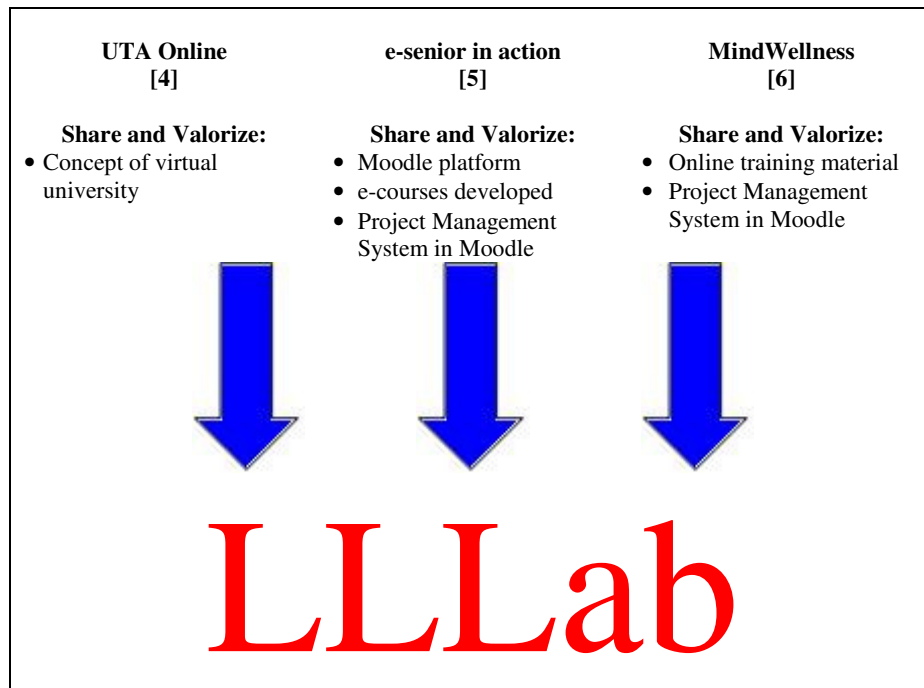 UTA Online
[4]
Share and Valorize:
• Concept of virtual
university
e-senior in action
[5]
Share and Valorize:
• Moodle platform
• e-courses developed
• Project Management
System in Moodle
MindWellness
[6]
Share and Valorize:
• Online training material
• Project Management
System in Moodle
LLLab